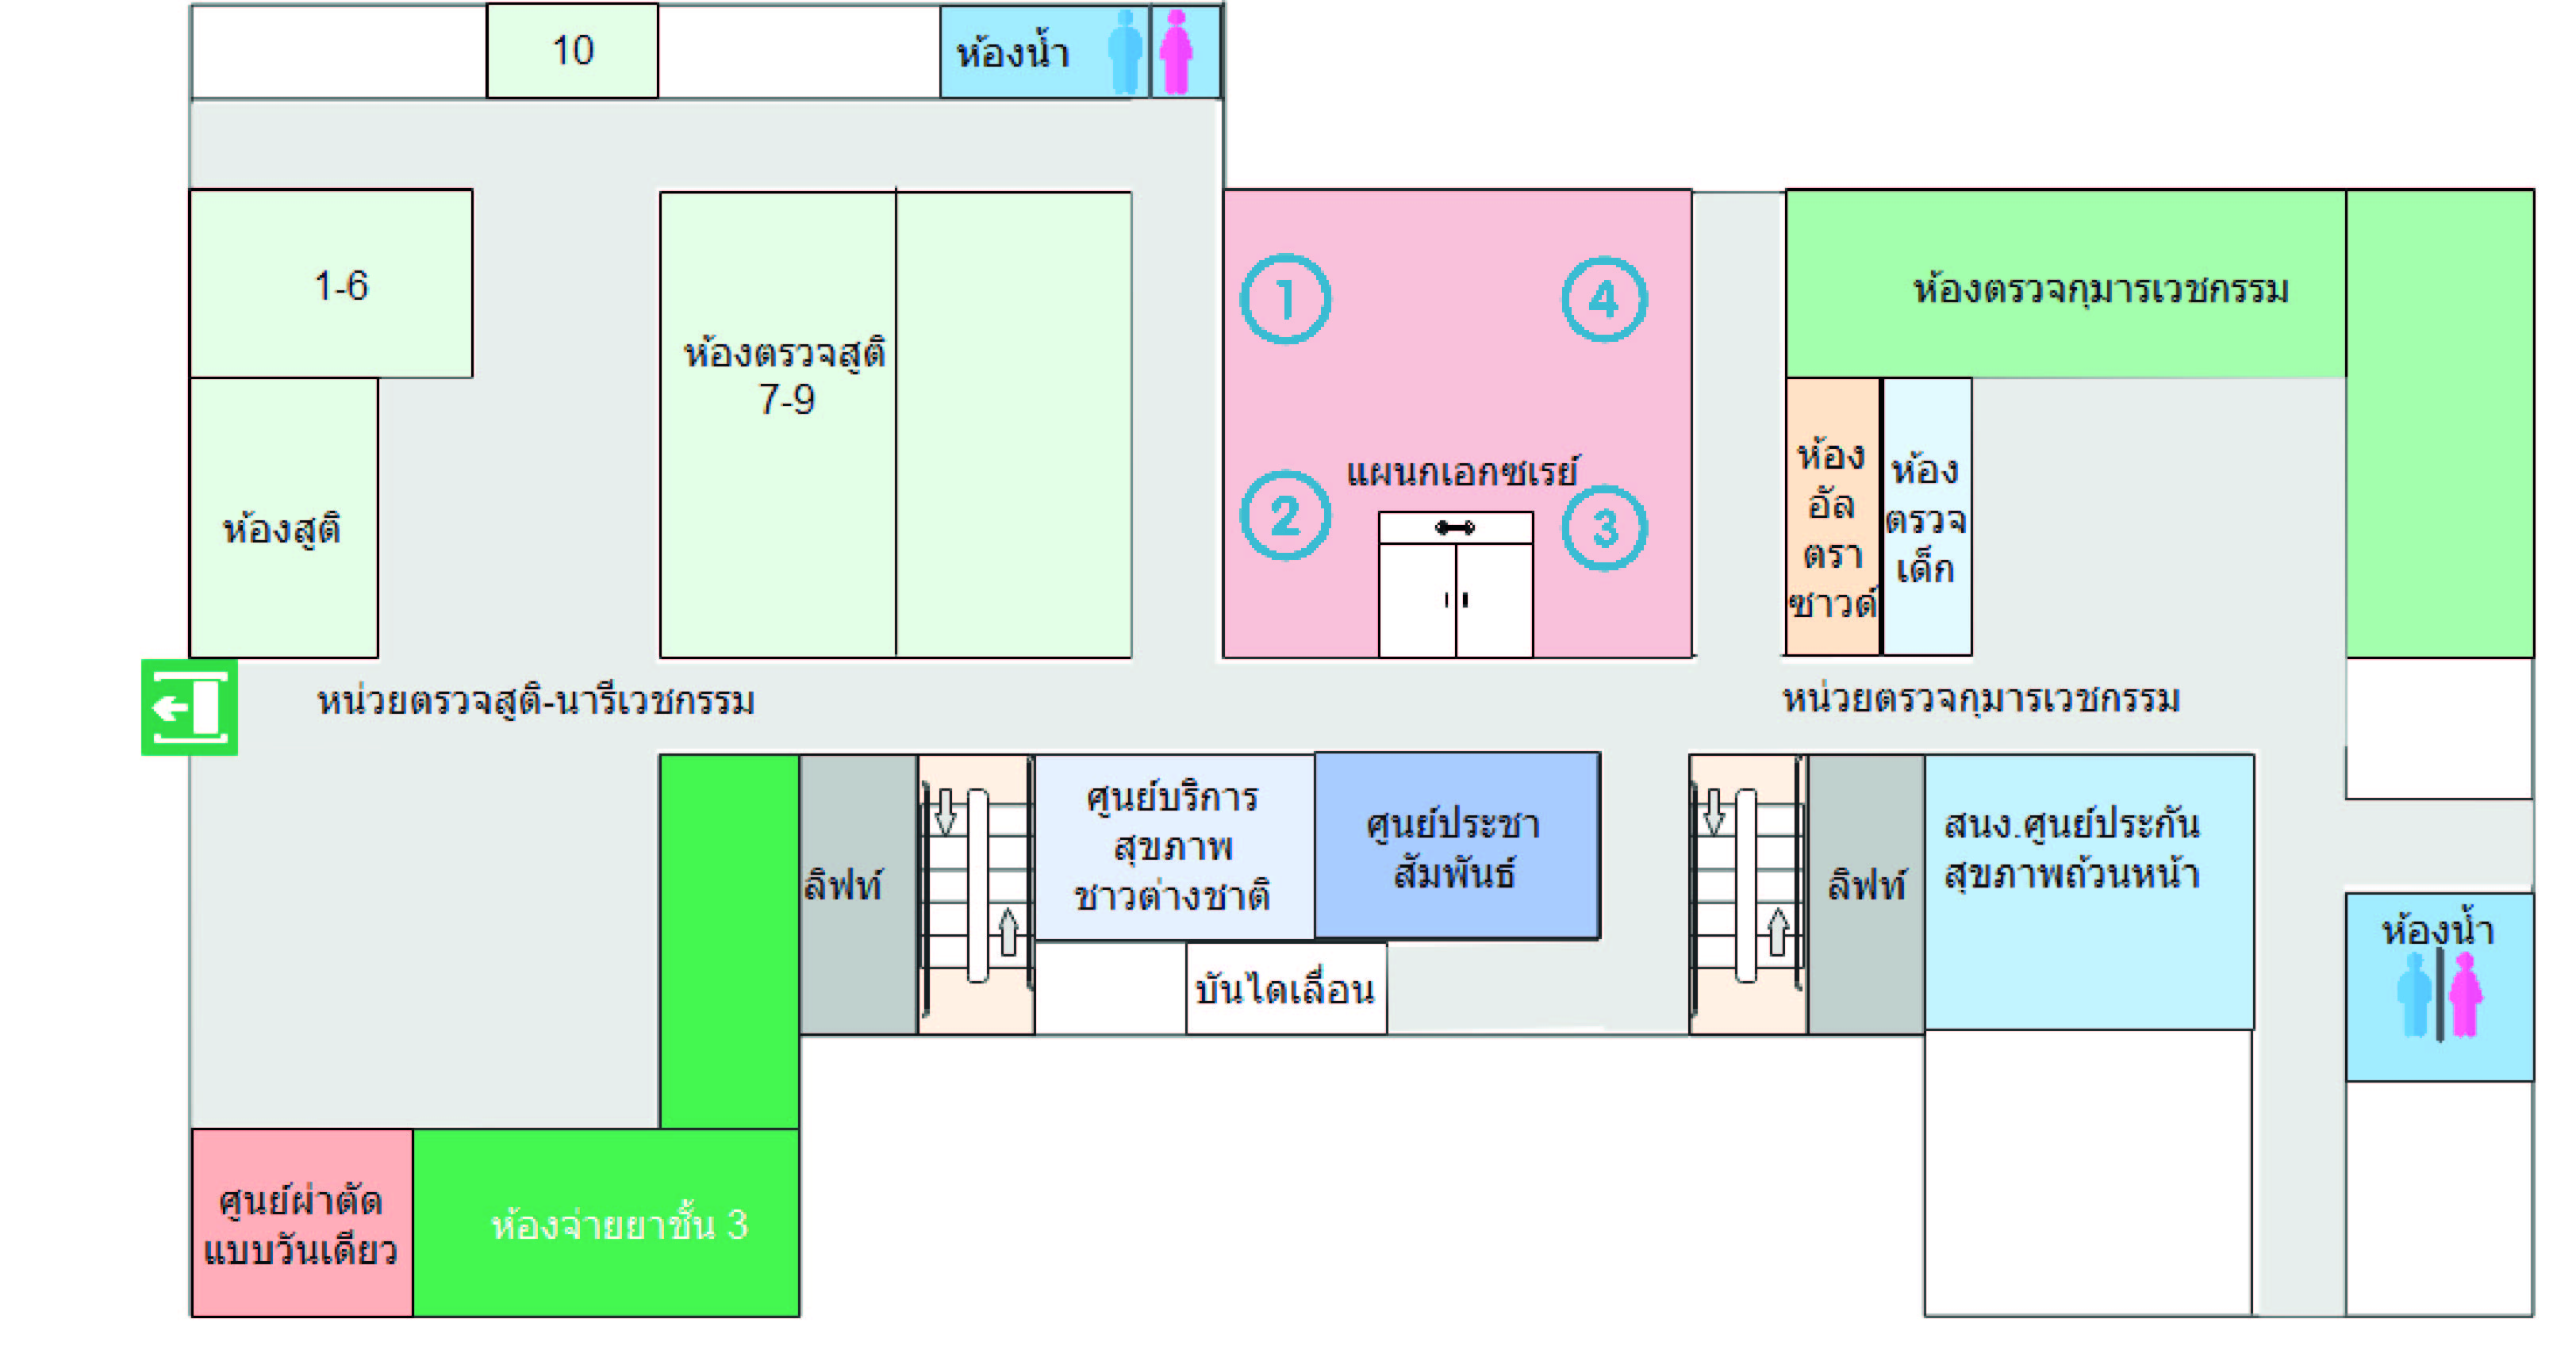 10
ห้องน้ำ
1-6
ห้องตรวจสูติ
7-9
ห้องสูติ
1
4
2
3
แผนกเอกซเรย์
ห้องตรวจกุมารเวชกรรม
ห้อง
อัล
ตรา
ซาวด์
ห้อง
ตรวจ
เด็ก
หน่วยตรวจสูติ-นารีเวชกรรม
หน่วยตรวจกุมารเวชกรรม
ลิฟท์
ศูนย์บริการ
สุขภาพ
ชาวต่างชาติ
ศูนย์ประชา
สัมพันธ์
บันไดเลื่อน
ลิฟท์
สนง.ศูนย์ประกัน
สุขภาพถ้วนหน้า
ห้องน้ำ
ศูนย์ผ่าตัด
แบบวันเดียว
ห้องจ่ายยาชั้น 3